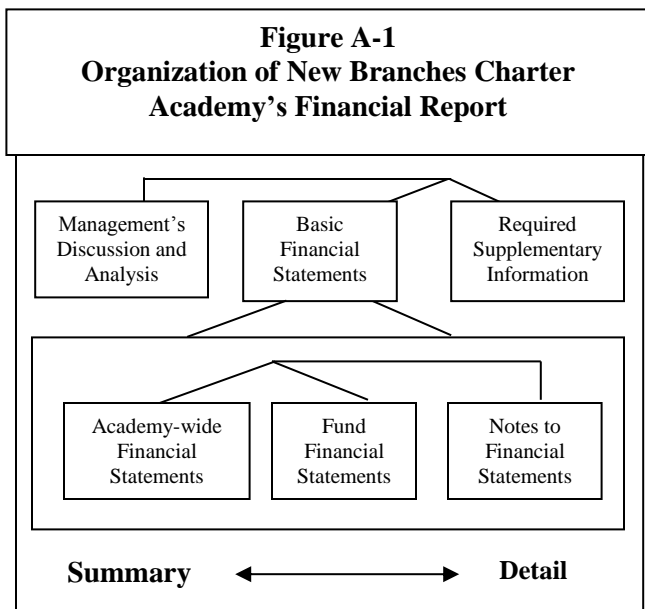 Figure A-1
Organization of New Branches Charter
Academy's Financial Report
Management's
Discussion and
Analysis
Basic
Financial
Statements
Required
Supplementary
Information
Academy-wide
Financial
Statements
Fund
Financial
Statements
Notes to
Financial
Statements
Summary
Detail